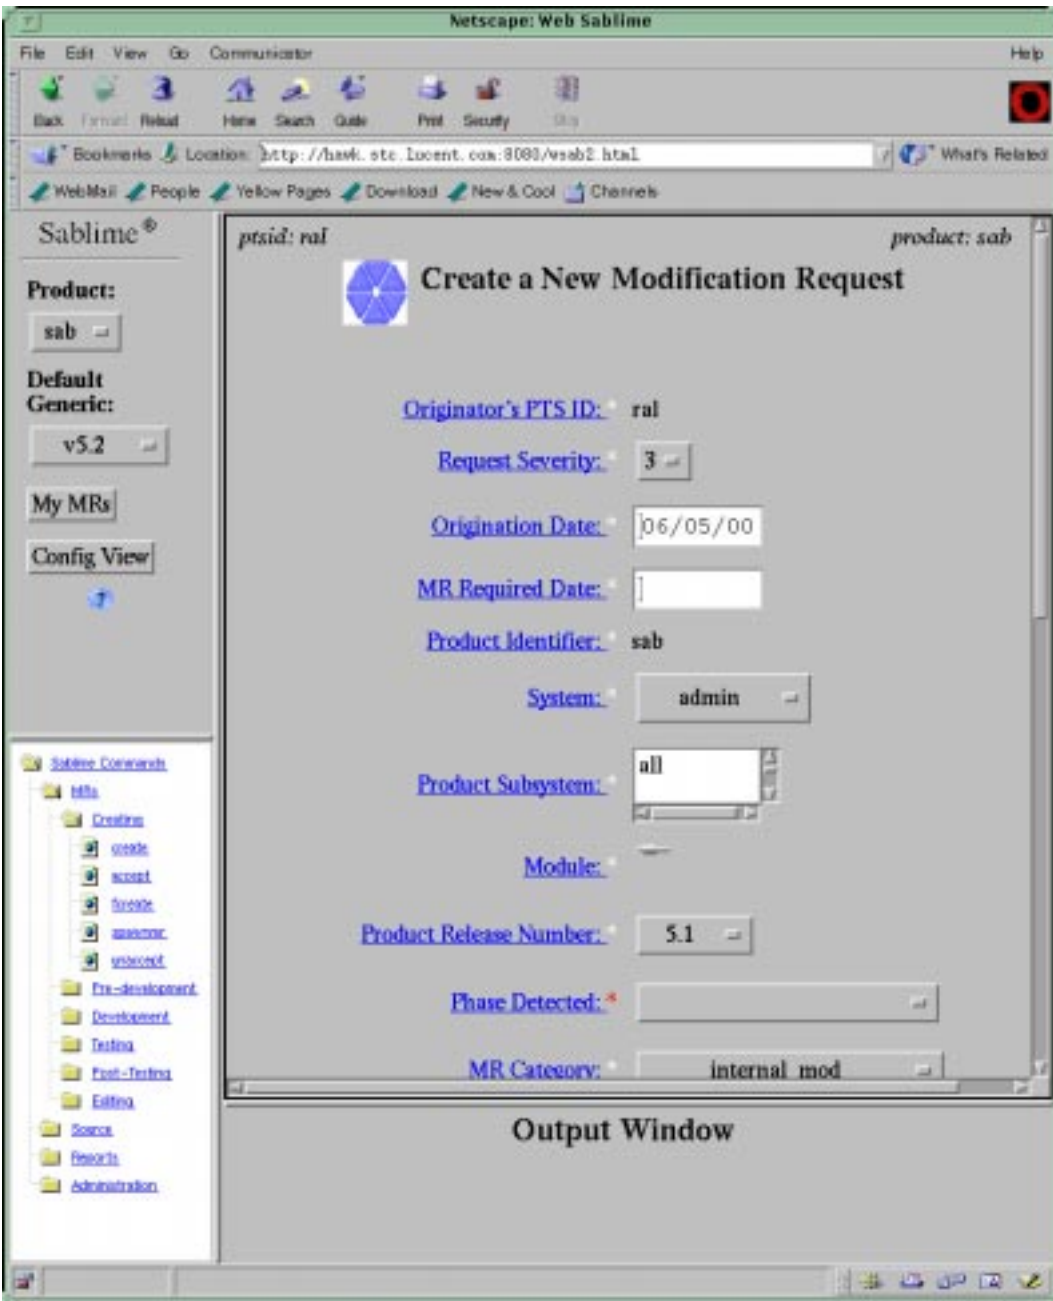 Netscape: Web Sablime
File Edit View Go Communicator Help
Back Forward Reload Home Search Guide Print Security Stop
Bookmarks Location: http://hawk.stc.lucent.com:8080/wsab2.html What's Related
WebMail People Yellow Pages Download New & Cool Channels
Sablime®
Product:
sab
Default
Generic:
v5.2
My MRs
Config View
?
Sablime Commands
MRs
Creating
create
accept
fcreate
unaccept
Pre-development
Development
Testing
Post-Testing
Editing
Source
Reports
Administration
ptsid: ral product: sab
Create a New Modification Request
Originator's PTS ID: ral
Request Severity: 3
Origination Date: 06/05/00
MR Required Date:
Product Identifier: sab
System: admin
Product Subsystem: all
Module:
Product Release Number: 5.1
Phase Detected: *
MR Category: internal_mod
Output Window